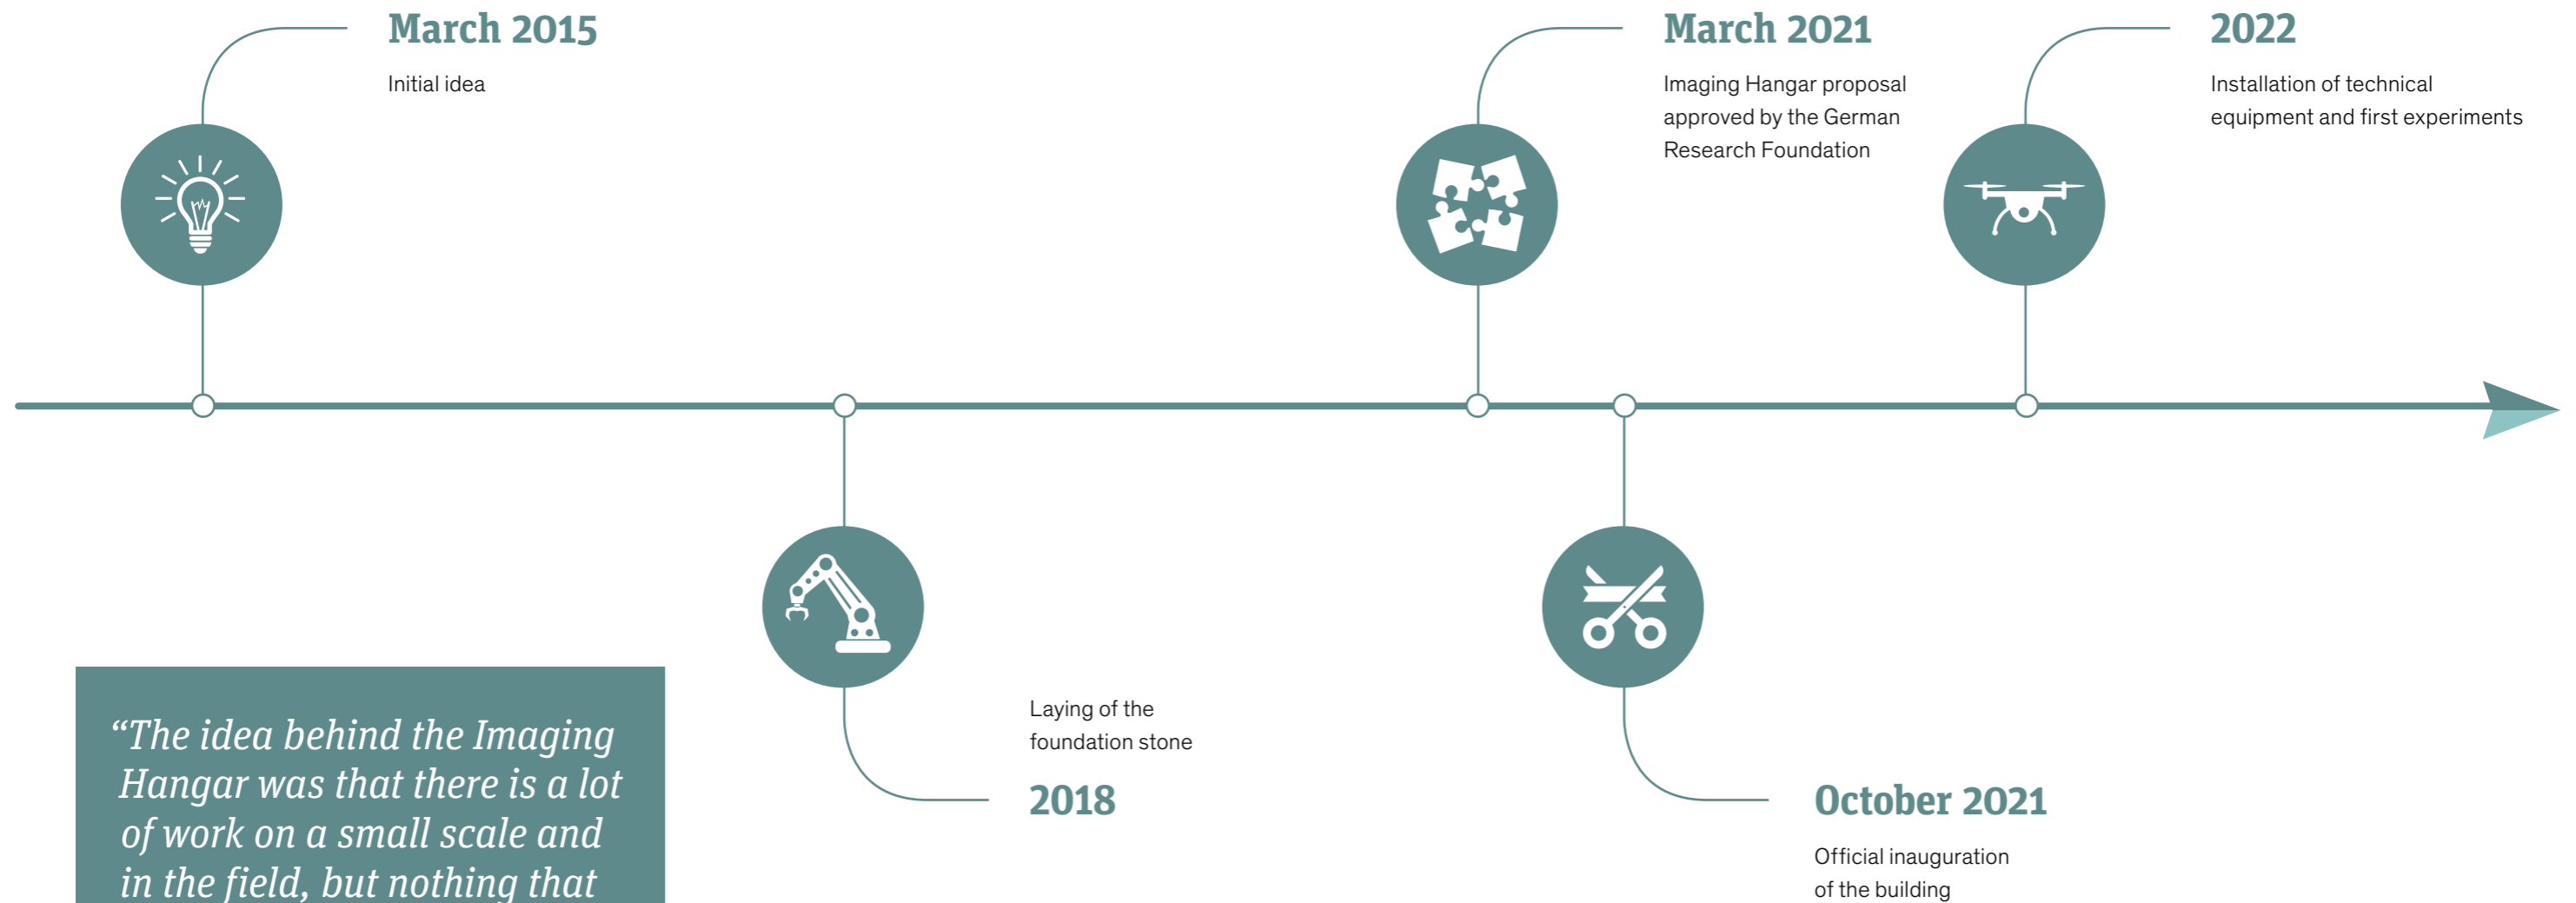 March 2015
Initial idea
March 2021
Imaging Hangar proposal
approved by the German
Research Foundation
2022
Installation of technical
equipment and first experiments
Laying of the
foundation stone
2018
October 2021
Official inauguration
of the building
“The idea behind the Imaging
Hangar was that there is a lot
of work on a small scale and
in the field, but nothing that